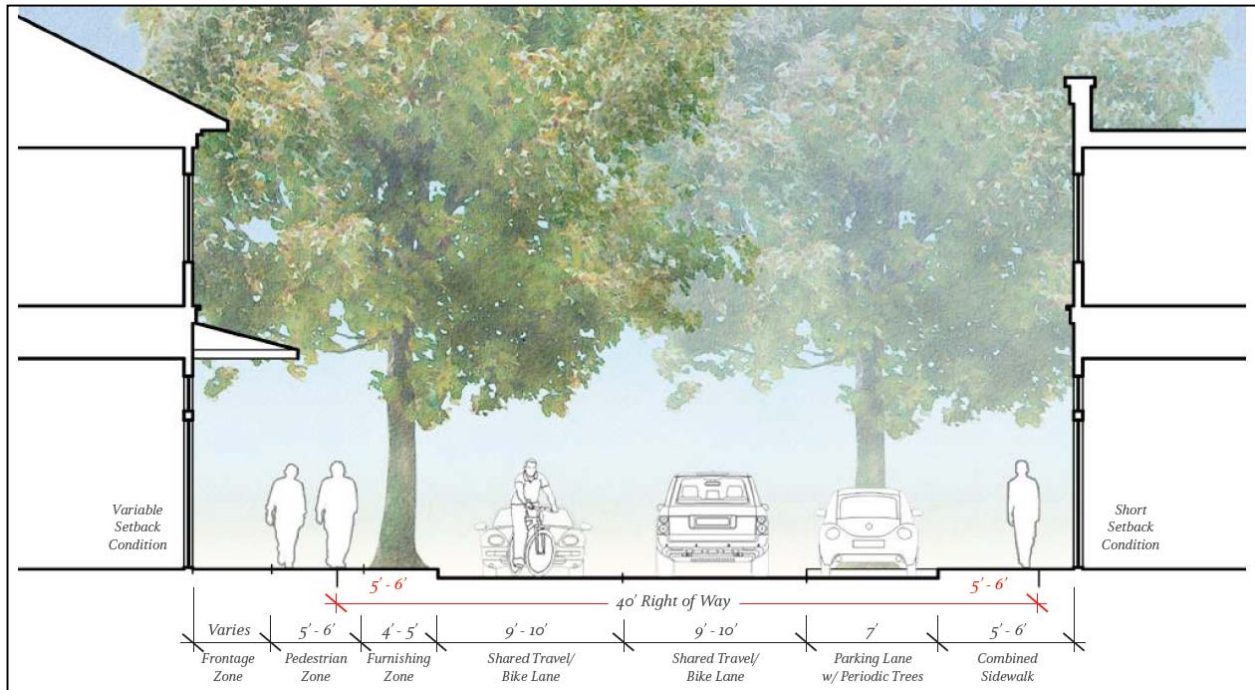 Variable
Setback
Condition
Short
Setback
Condition
5' - 6'
5' - 6'
40' Right of Way
Varies
5' - 6'
4' - 5'
9' - 10'
9' - 10'
7'
5' - 6'
Frontage
Zone
Pedestrian
Zone
Furnishing
Zone
Shared Travel/
Bike Lane
Shared Travel/
Bike Lane
Parking Lane
w/ Periodic Trees
Combined
Sidewalk